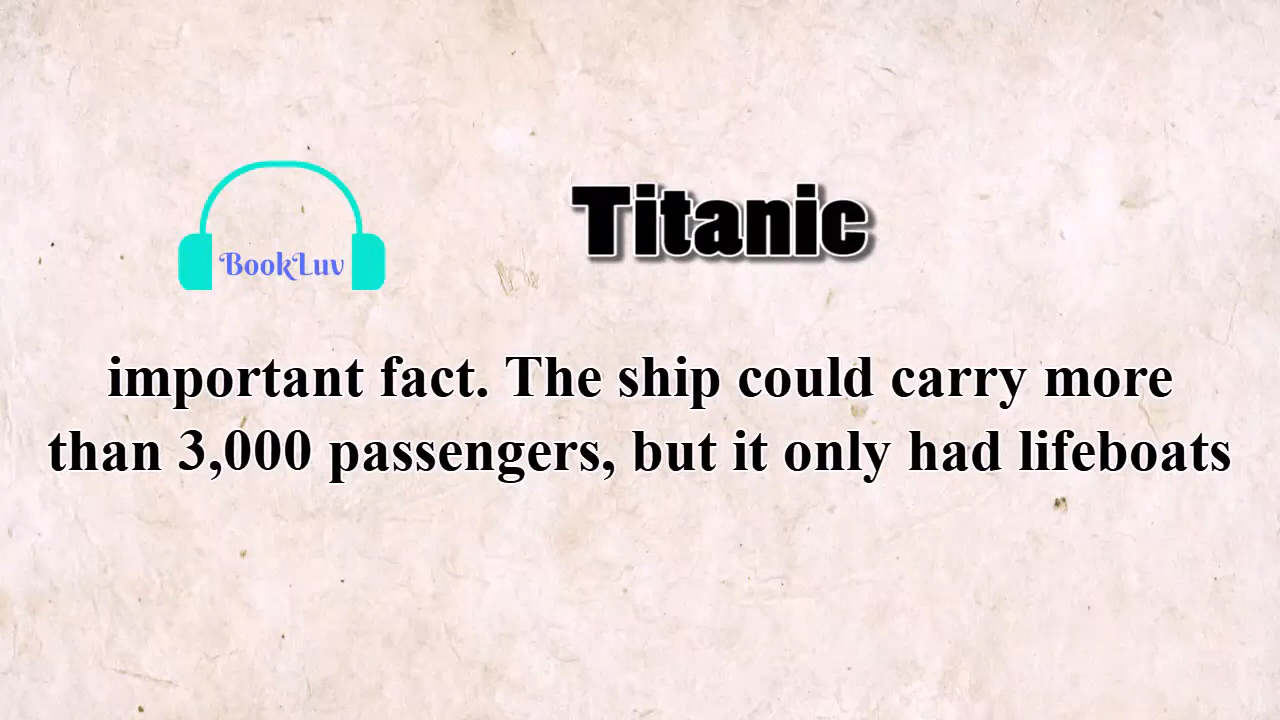 BookLuv
Titanic
important fact. The ship could carry more
than 3,000 passengers, but it only had lifeboats